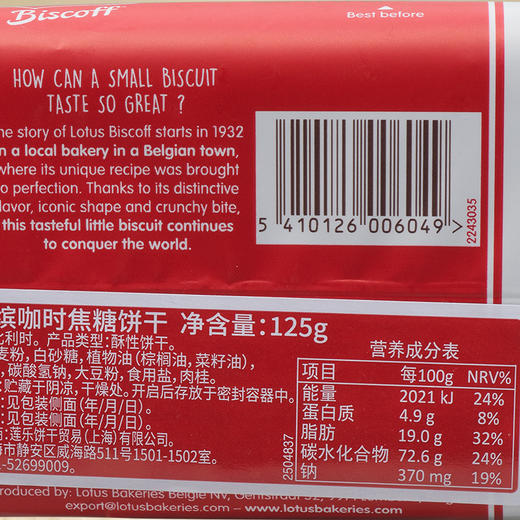 Biscoff
Best before
HOW CAN A SMALL BISCUIT
TASTE SO GREAT ?
he story of Lotus Biscoff starts in 1932
n a local bakery in a Belgian town,
where its unique recipe was brought
o perfection. Thanks to its distinctive
lavor, iconic shape and crunchy bite,
this tasteful little biscuit continues
to conquer the world.
5 410126 006049 >
2243035
缤咖时焦糖饼干 净含量:125g
比利时。产品类型:酥性饼干。
麦粉,白砂糖,植物油(棕榈油,菜籽油),
,碳酸氢钠,大豆粉,食用盐,肉桂。
:贮藏于阴凉,干燥处。开启后存放于密封容器中。
:见包装侧面(年/月/日)。
:见包装侧面(年/月/日)。
商:莲乐饼干贸易(上海)有限公司。
海市静安区威海路511号1501-1502室。
1-52699009.
2504837
营养成分表
项目 每100g NRV%
能量 2021 kJ 24%
蛋白质 4.9 g 8%
脂肪 19.0 g 32%
碳水化合物 72.6 g 24%
钠 370 mg 19%
roduced by: Lotus Bakeries België NV, Gentstraat
export@lotusbakeries.com — www.lotusbakeries.com